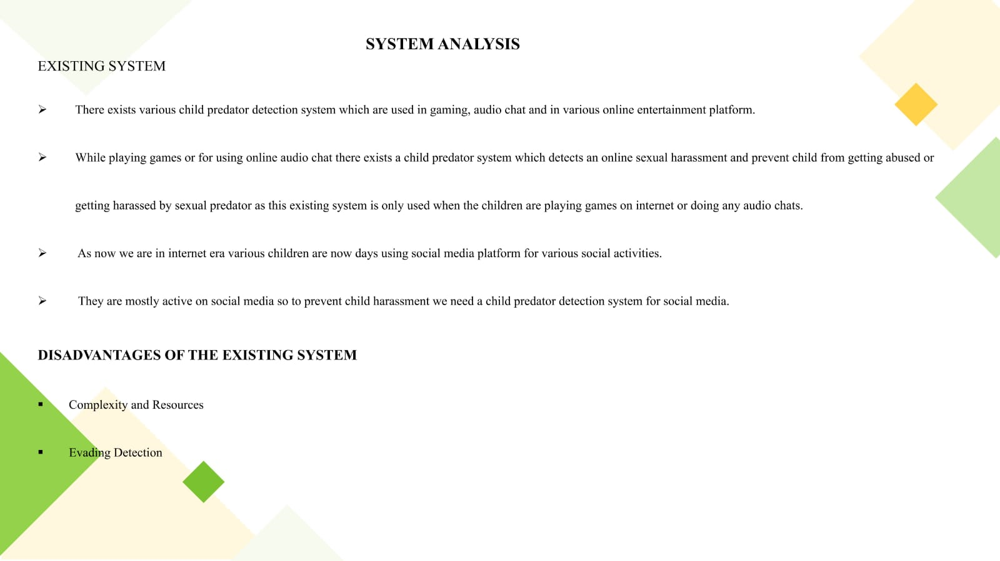 SYSTEM ANALYSIS
EXISTING SYSTEM
➢ There exists various child predator detection system which are used in gaming, audio chat and in various online entertainment platform.
➢ While playing games or for using online audio chat there exists a child predator system which detects an online sexual harassment and prevent child from getting abused or
getting harassed by sexual predator as this existing system is only used when the children are playing games on internet or doing any audio chats.
➢ As now we are in internet era various children are now days using social media platform for various social activities.
➢ They are mostly active on social media so to prevent child harassment we need a child predator detection system for social media.
DISADVANTAGES OF THE EXISTING SYSTEM
▪ Complexity and Resources
▪ Evading Detection